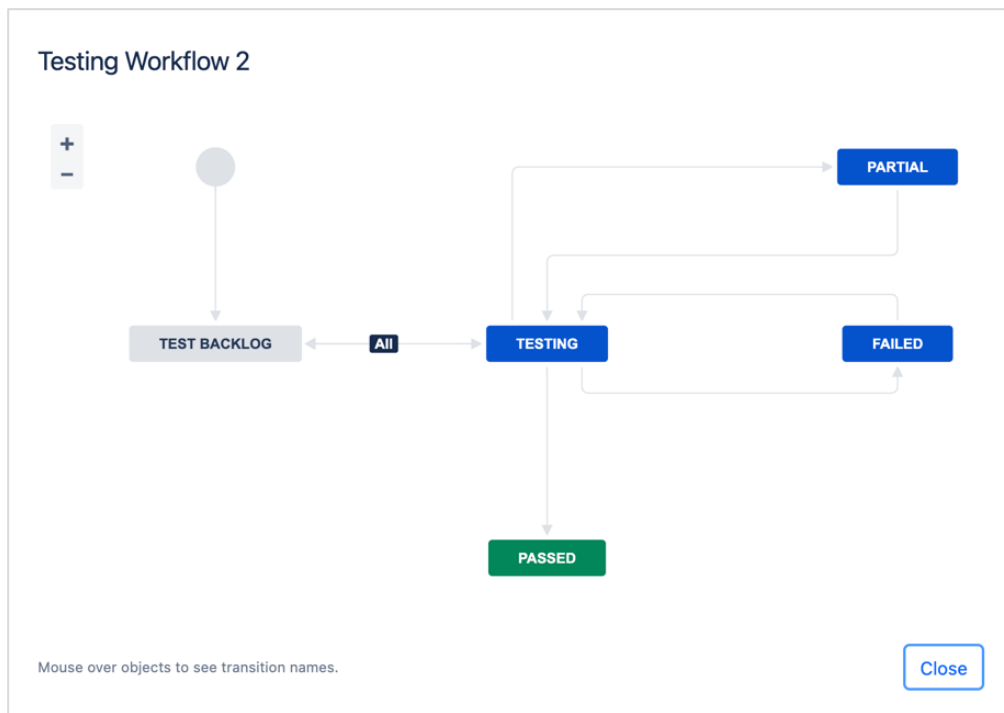 Testing Workflow 2
+
−
PARTIAL
TEST BACKLOG
All
TESTING
FAILED
PASSED
Mouse over objects to see transition names.
Close